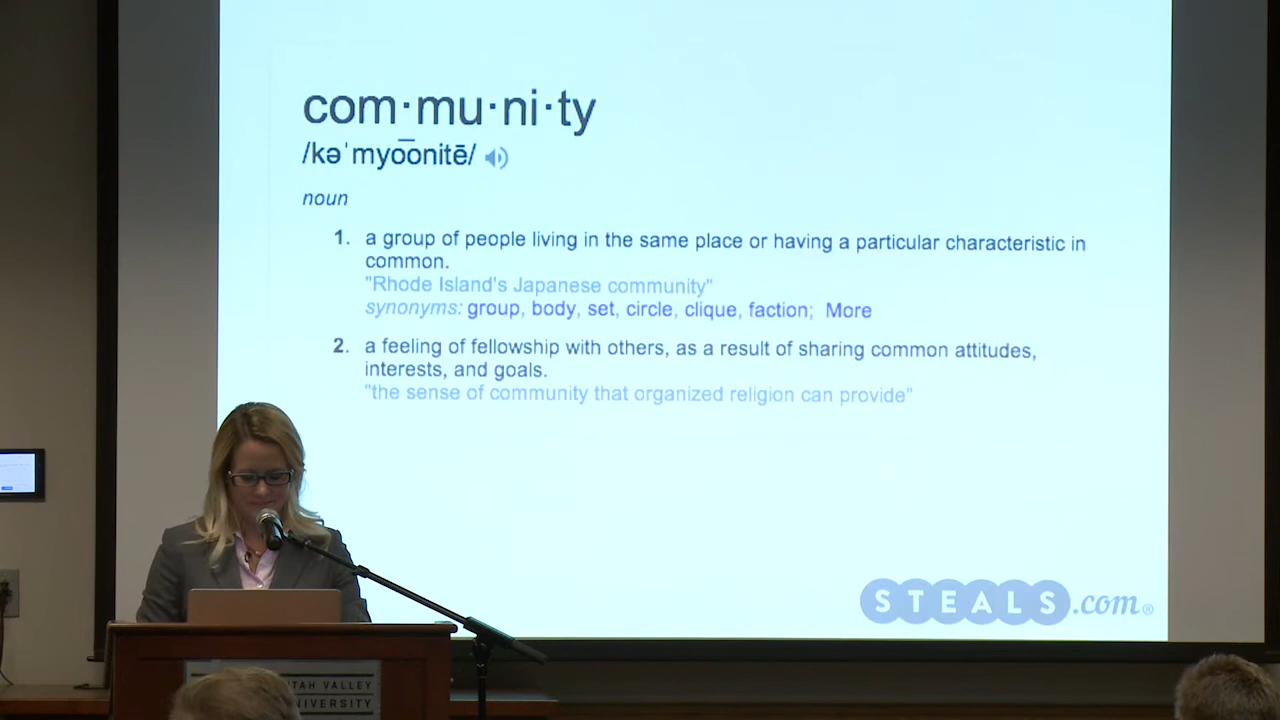 com·mu·ni·ty
/kəˈmyo͞onitē/
noun
1. a group of people living in the same place or having a particular characteristic in
common.
"Rhode Island's Japanese community"
synonyms: group, body, set, circle, clique, faction; More
2. a feeling of fellowship with others, as a result of sharing common attitudes,
interests, and goals.
"the sense of community that organized religion can provide"
STEALS.com®
TAH VALLEY
NIVERSITY